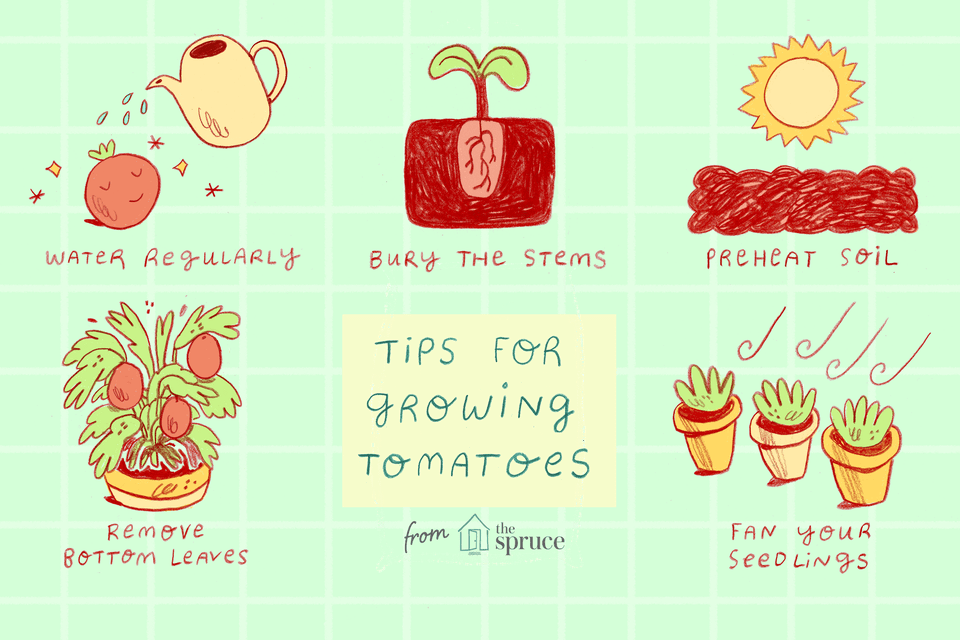 WATER REGULARLY
BURY THE STEMS
PREHEAT SOIL
TIPS FOR
GROWING
TOMATOES
REMOVE
BOTTOM LEAVES
from the spruce
FAN YOUR
SEEDLINGS